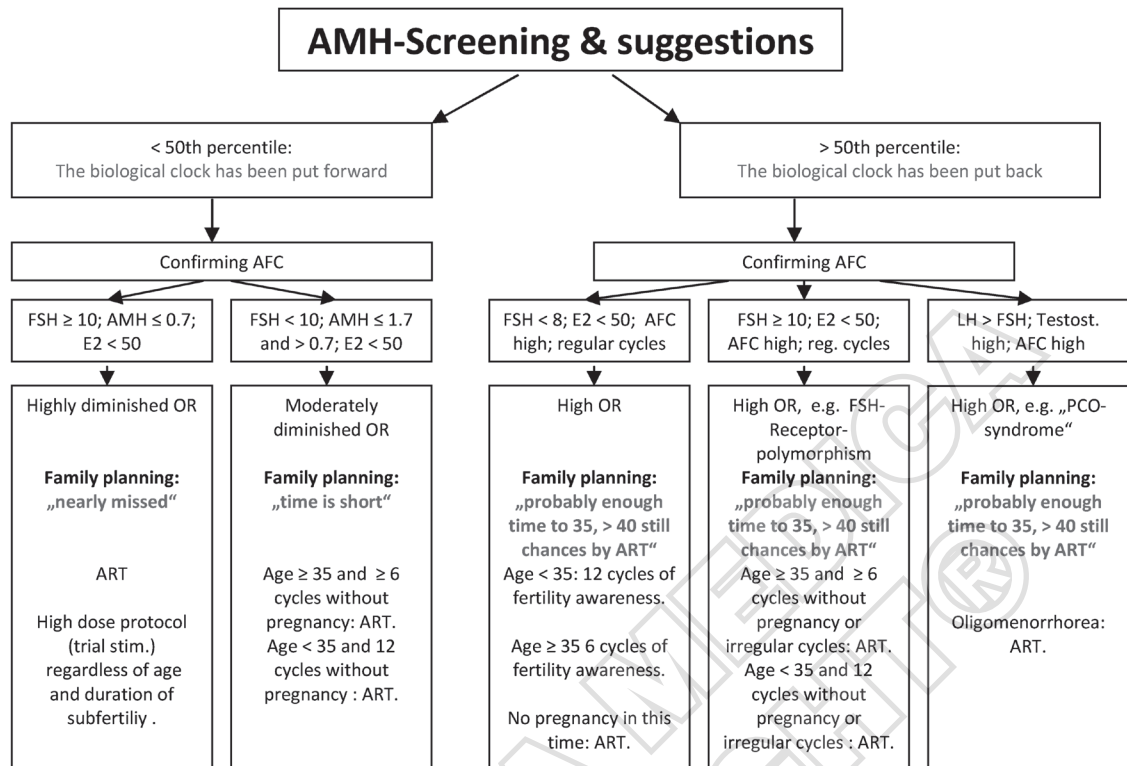 AMH-Screening & suggestions
< 50th percentile:
The biological clock has been put forward
> 50th percentile:
The biological clock has been put back
Confirming AFC
Confirming AFC
FSH ≥ 10; AMH ≤ 0.7;
E2 < 50
FSH < 10; AMH ≤ 1.7
and > 0.7; E2 < 50
FSH < 8; E2 < 50; AFC
high; regular cycles
FSH ≥ 10; E2 < 50;
AFC high; reg. cycles
LH > FSH; Testost.
high; AFC high
Highly diminished OR
Family planning:
„nearly missed“
ART
High dose protocol
(trial stim.)
regardless of age
and duration of
subfertiliy .
Moderately
diminished OR
Family planning:
„time is short“
Age ≥ 35 and ≥ 6
cycles without
pregnancy: ART.
Age < 35 and 12
cycles without
pregnancy : ART.
High OR
Family planning:
„probably enough
time to 35, > 40 still
chances by ART“
Age < 35: 12 cycles of
fertility awareness.
Age ≥ 35 6 cycles of
fertility awareness.
No pregnancy in this
time: ART.
High OR, e.g. FSH-
Receptor-
polymorphism
Family planning:
„probably enough
time to 35, > 40 still
chances by ART“
Age ≥ 35 and ≥ 6
cycles without
pregnancy or
irregular cycles: ART.
Age < 35 and 12
cycles without
pregnancy or
irregular cycles : ART.
High OR, e.g. „PCO-
syndrome“
Family planning:
„probably enough
time to 35, > 40 still
chances by ART“
Oligomenorrhorea:
ART.
MEDICA